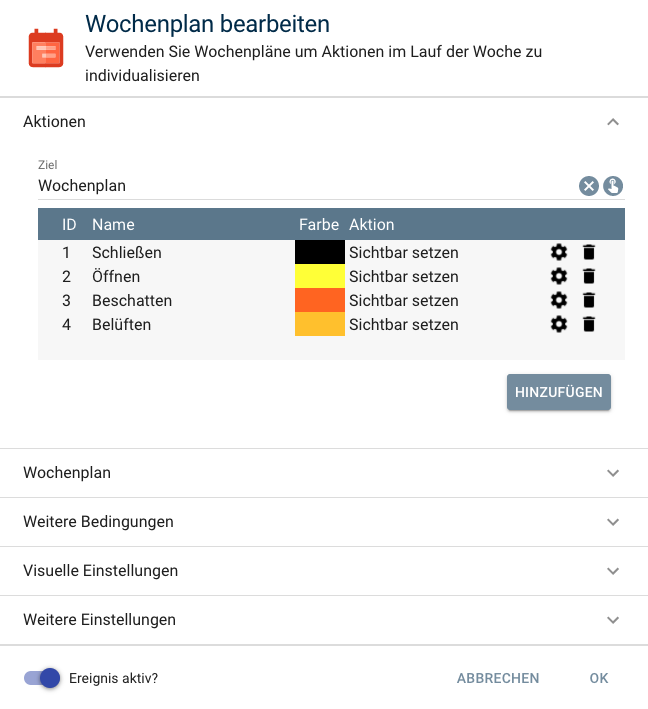 Wochenplan bearbeiten
Verwenden Sie Wochenpläne um Aktionen im Lauf der Woche zu
individualisieren
Aktionen
Ziel
Wochenplan
ID Name Farbe Aktion
1 Schließen Sichtbar setzen
2 Öffnen Sichtbar setzen
3 Beschatten Sichtbar setzen
4 Belüften Sichtbar setzen
HINZUFÜGEN
Wochenplan
Weitere Bedingungen
Visuelle Einstellungen
Weitere Einstellungen
Ereignis aktiv? ABBRECHEN OK